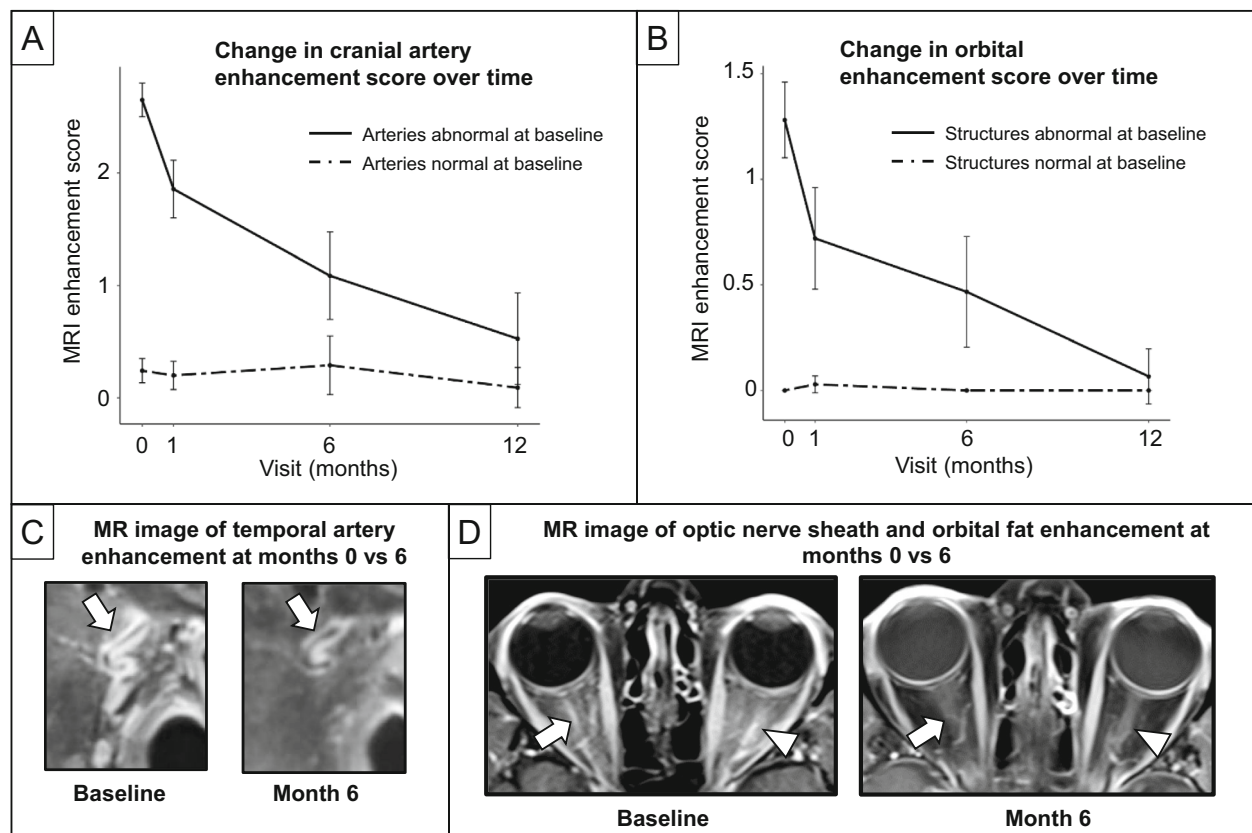 A
Change in cranial artery
enhancement score over time
Arteries abnormal at baseline
Arteries normal at baseline
MRI enhancement score
2
1
0
0 1 6 12
Visit (months)
B
Change in orbital
enhancement score over time
Structures abnormal at baseline
Structures normal at baseline
MRI enhancement score
1.5
1
0.5
0
0 1 6 12
Visit (months)
C
MR image of temporal artery
enhancement at months 0 vs 6
Baseline
Month 6
D
MR image of optic nerve sheath and orbital fat enhancement at
months 0 vs 6
Baseline
Month 6